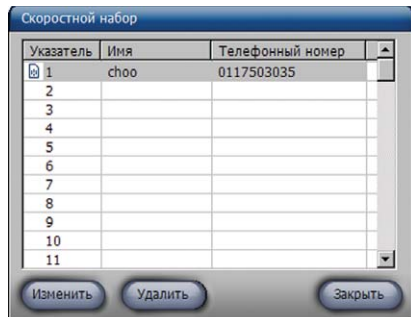 Скоростной набор
Указатель Имя Телефонный номер
1 choo 0117503035
2
3
4
5
6
7
8
9
10
11
Изменить Удалить Закрыть